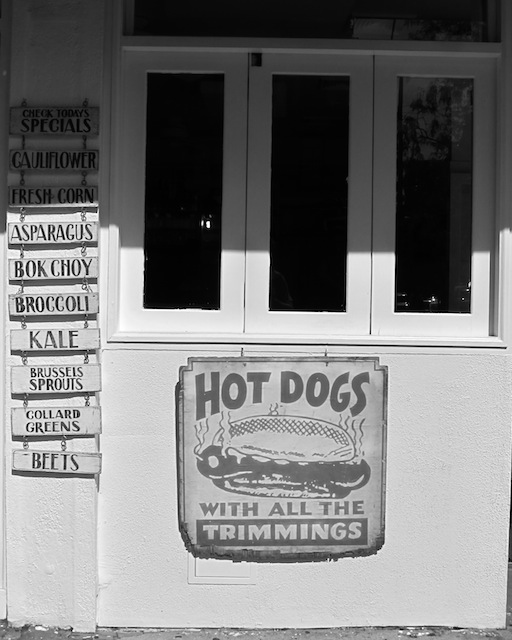 CHECK TODAY'S
SPECIALS
CAULIFLOWER
FRESH CORN
ASPARAGUS
BOK CHOY
BROCCOLI
KALE
BRUSSELS
SPROUTS
COLLARD
GREENS
BEETS
HOT DOGS
WITH ALL THE
TRIMMINGS